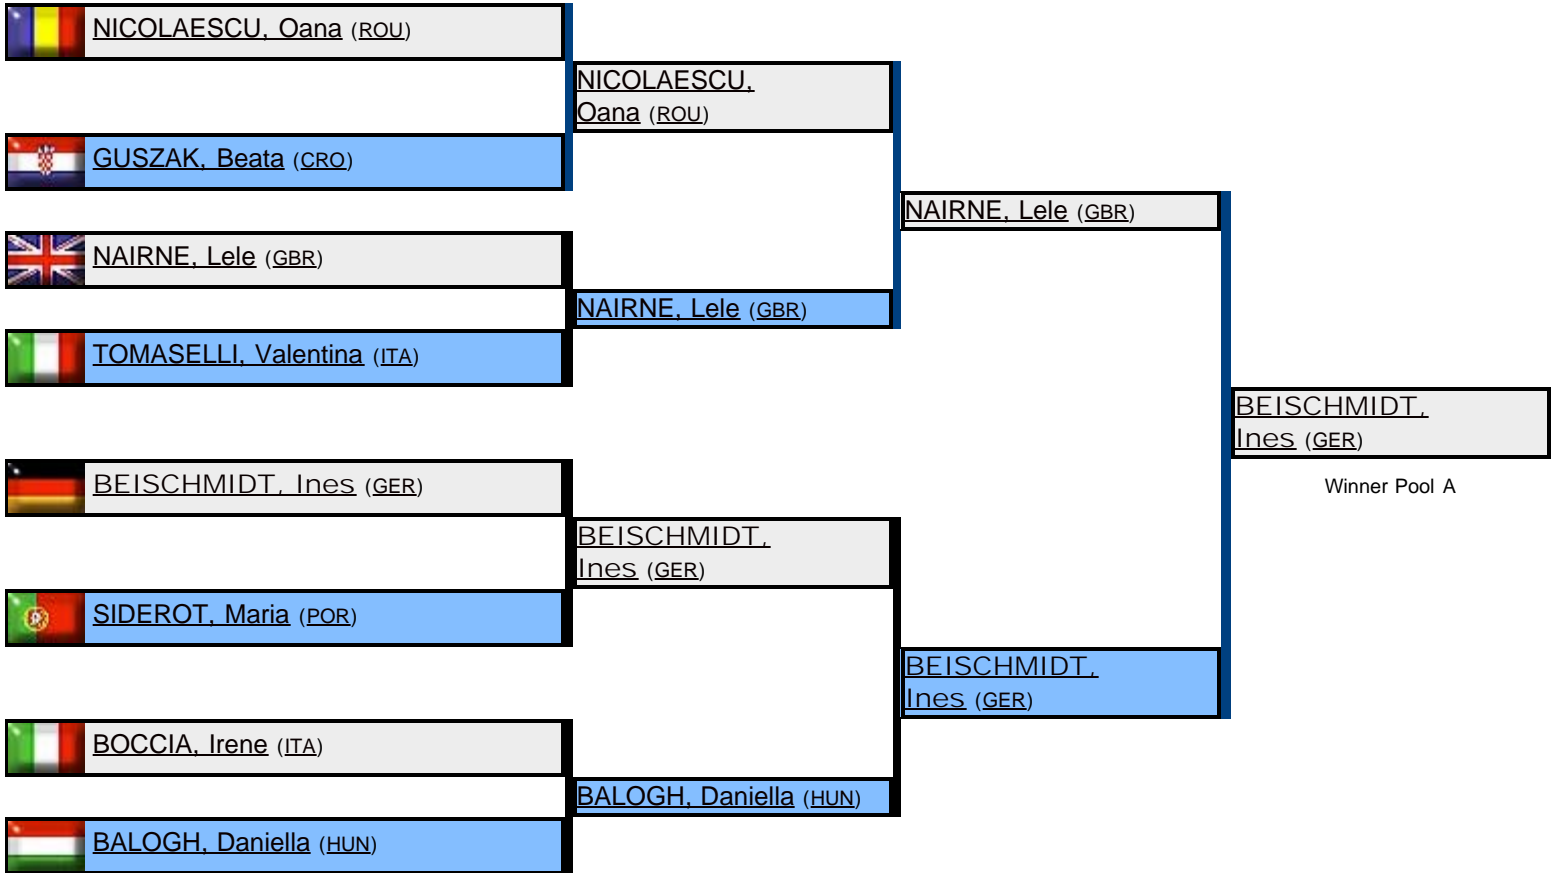 NICOLAESCU, Oana (ROU)
GUSZAK, Beata (CRO)
NAIRNE, Lele (GBR)
TOMASELLI, Valentina (ITA)
BEISCHMIDT, Ines (GER)
SIDEROT, Maria (POR)
BOCCIA, Irene (ITA)
BALOGH, Daniella (HUN)
NICOLAESCU,
Oana (ROU)
NAIRNE, Lele (GBR)
BEISCHMIDT,
Ines (GER)
BALOGH, Daniella (HUN)
NAIRNE, Lele (GBR)
BEISCHMIDT,
Ines (GER)
BEISCHMIDT,
Ines (GER)
Winner Pool A